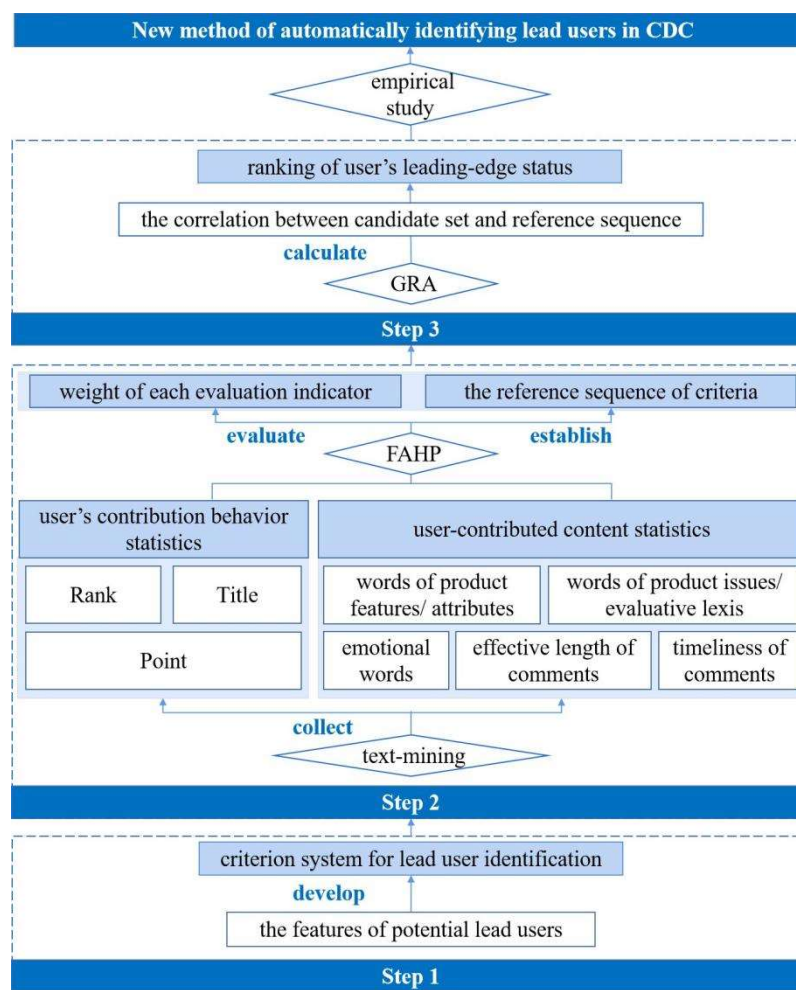 New method of automatically identifying lead users in CDC
empirical
study
ranking of user's leading-edge status
the correlation between candidate set and reference sequence
calculate
GRA
Step 3
weight of each evaluation indicator
the reference sequence of criteria
evaluate
establish
FAHP
user's contribution behavior
statistics
user-contributed content statistics
Rank
Title
Point
words of product
features/ attributes
words of product issues/
evaluative lexis
emotional
words
effective length of
comments
timeliness of
comments
collect
text-mining
Step 2
criterion system for lead user identification
develop
the features of potential lead users
Step 1